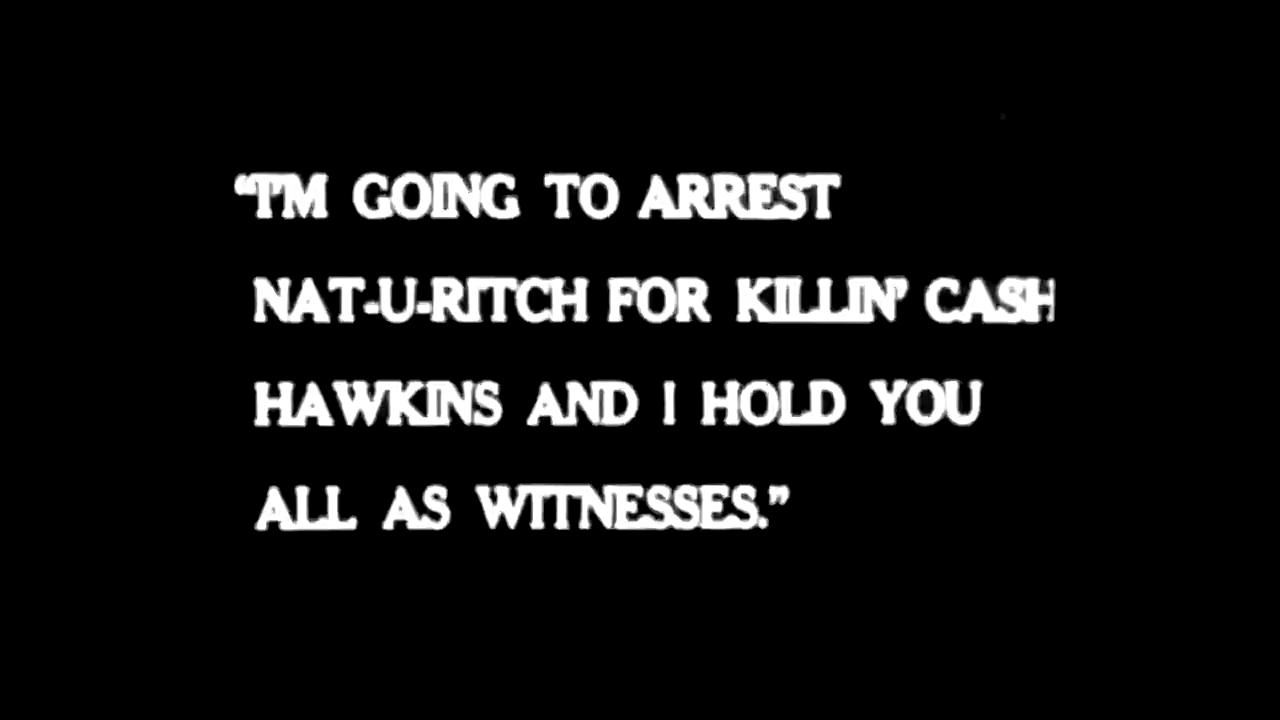 “I'M GOING TO ARREST
NAT-U-RITCH FOR KILLIN' CASH
HAWKINS AND I HOLD YOU
ALL AS WITNESSES.”